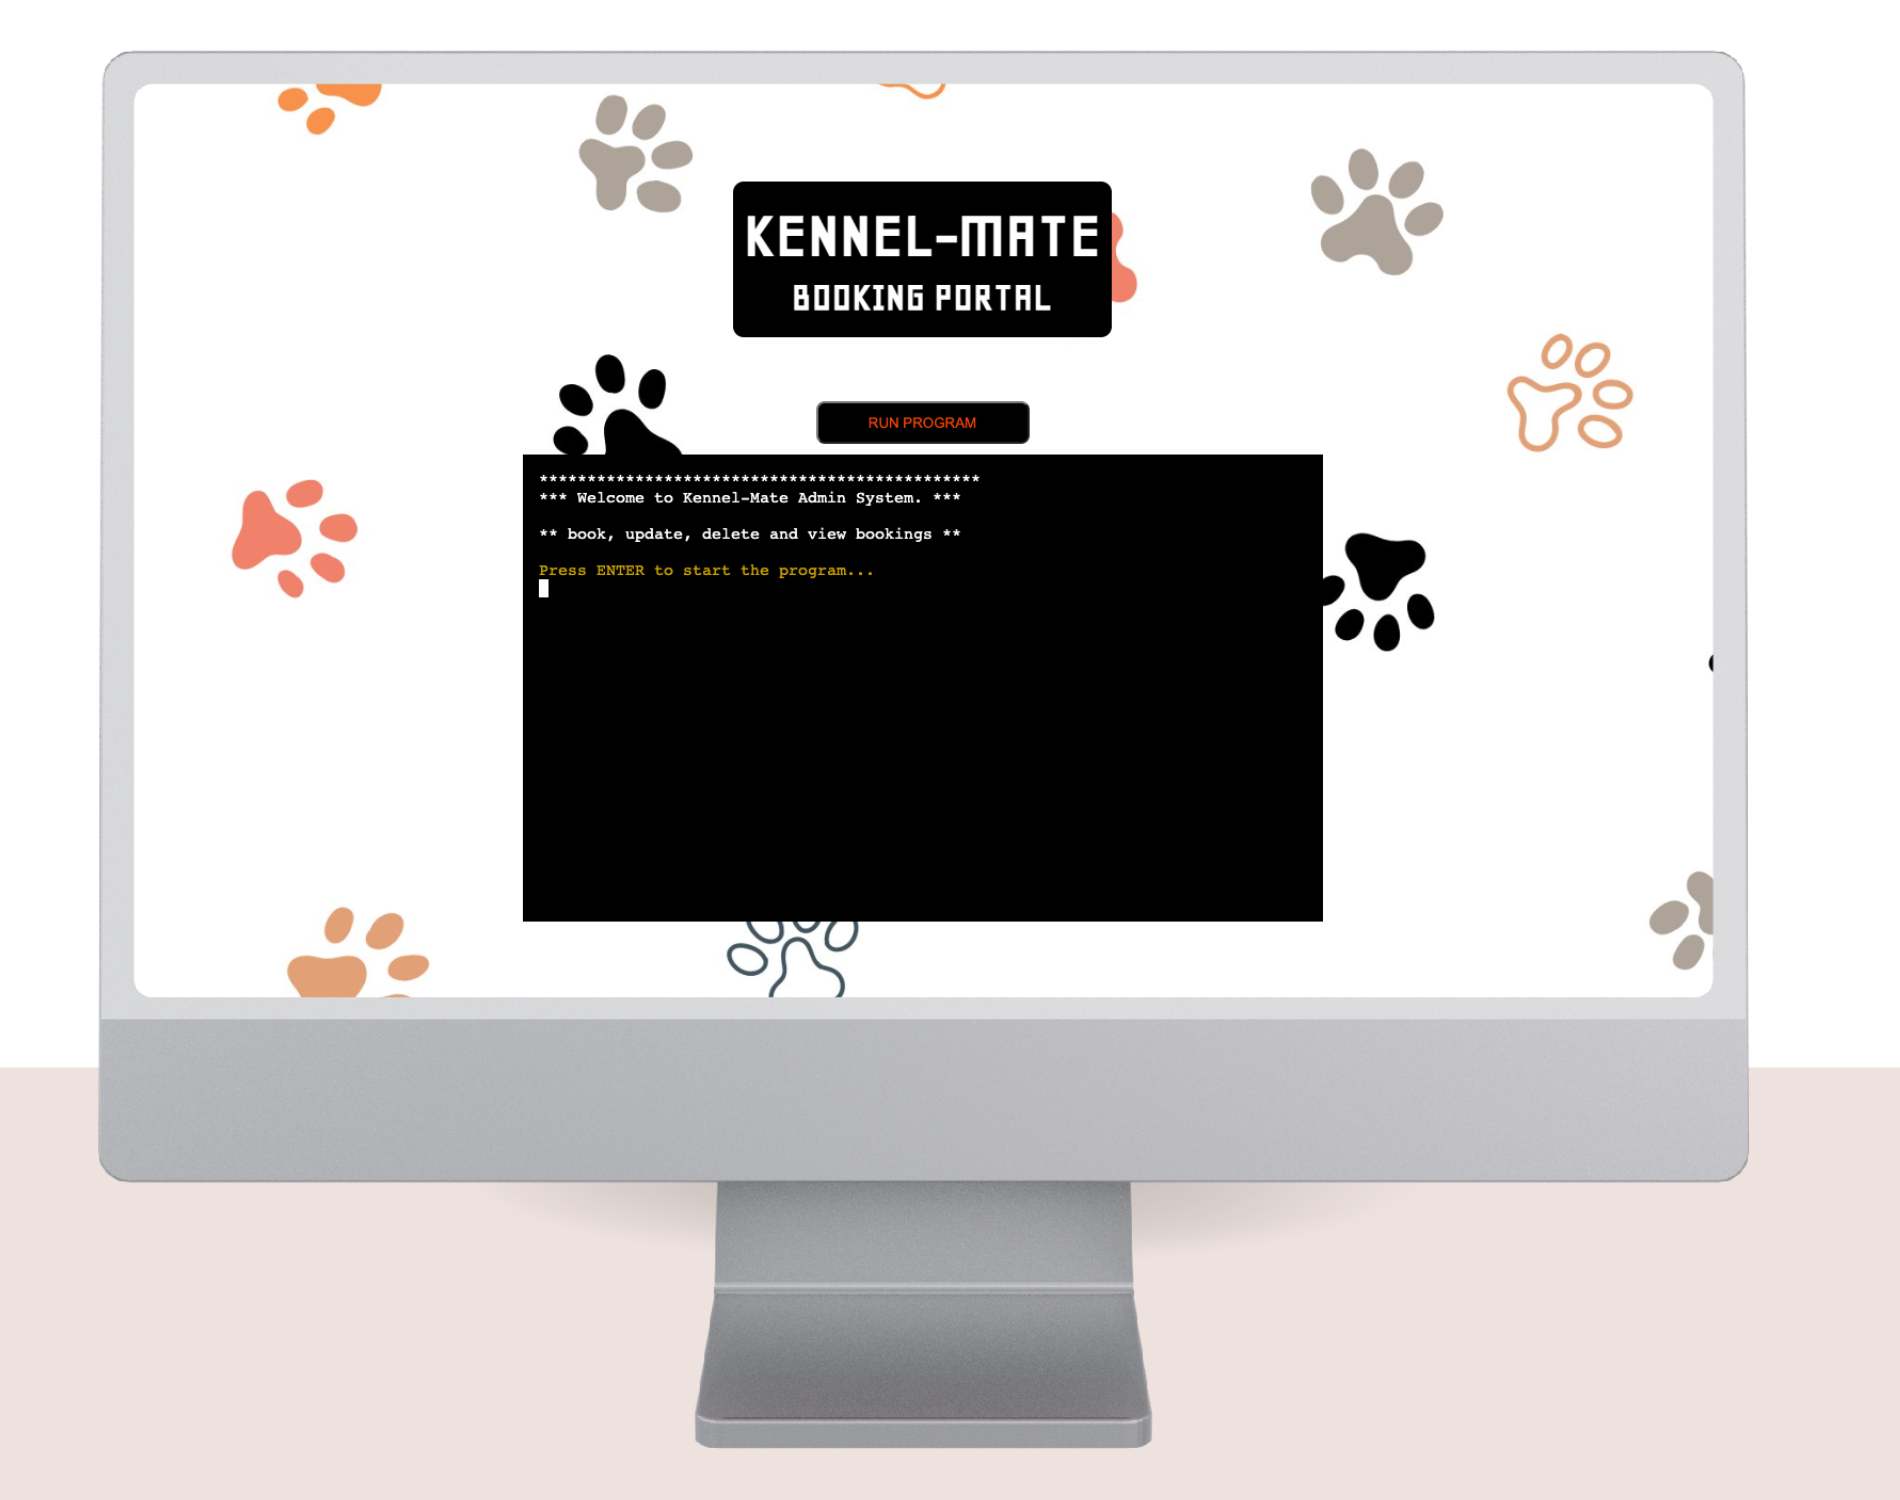 KENNEL-MATE
BOOKING PORTAL
RUN PROGRAM
**********************************************
*** Welcome to Kennel-Mate Admin System. ***
** book, update, delete and view bookings **
Press ENTER to start the program...